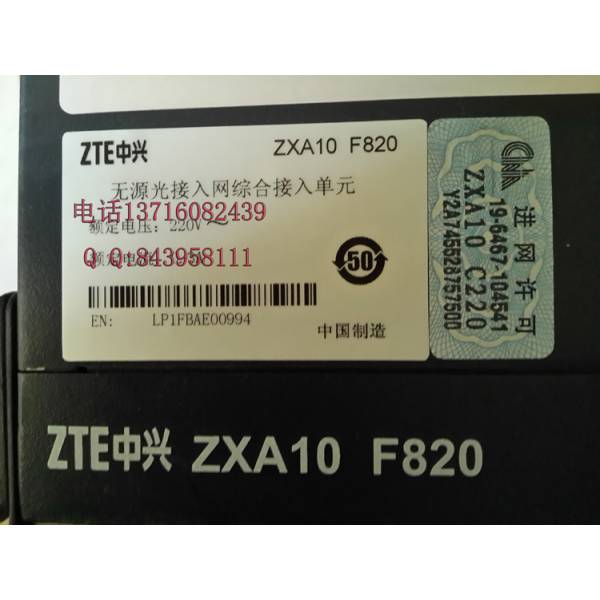 ZTE中兴 ZXA10 F820
无源光接入网综合接入单元
电话13716082439
额定电压: 220V ～
QQ:843958111
50
EN: LP1FBAE00994
中国制造
CNA
进网许可
19-6467-104541
ZXA10 C220
ZTE中兴 ZXA10 F820